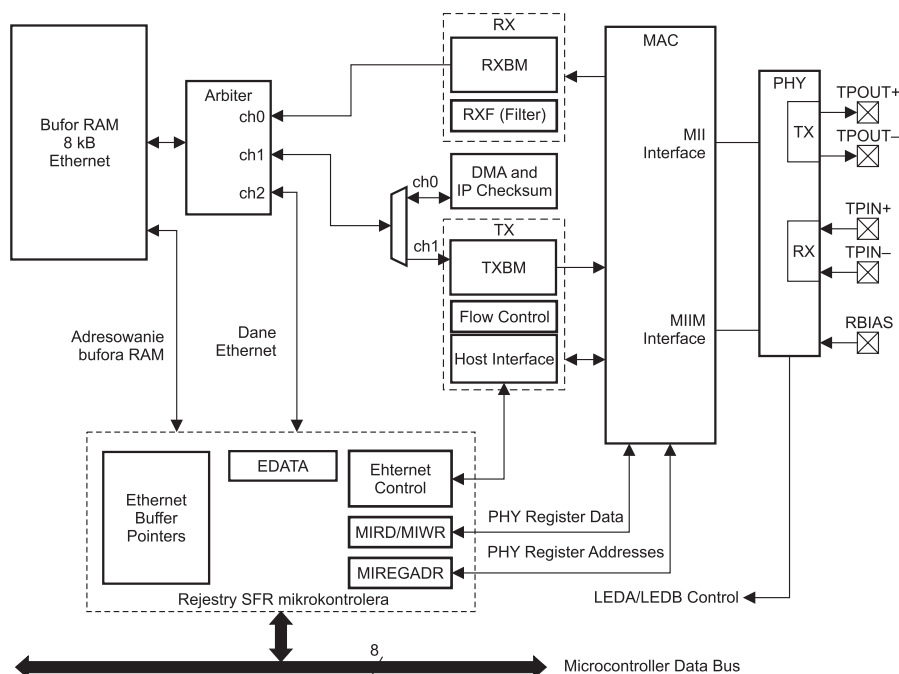 RX
RXBM
RXF (Filter)
MAC
MII
Interface
MIIM
Interface
PHY
TX
RX
TPOUT+
TPOUT–
TPIN+
TPIN–
RBIAS
Bufor RAM
8 kB
Ethernet
Arbiter
ch0
ch1
ch2
ch0
ch1
DMA and
IP Checksum
TX
TXBM
Flow Control
Host Interface
Adresowanie
bufora RAM
Dane
Ethernet
Ethernet
Buffer
Pointers
EDATA
Ehternet
Control
MIRD/MIWR
MIREGADR
Rejestry SFR mikrokontrolera
PHY Register Data
PHY Register Addresses
LEDA/LEDB Control
8
Microcontroller Data Bus